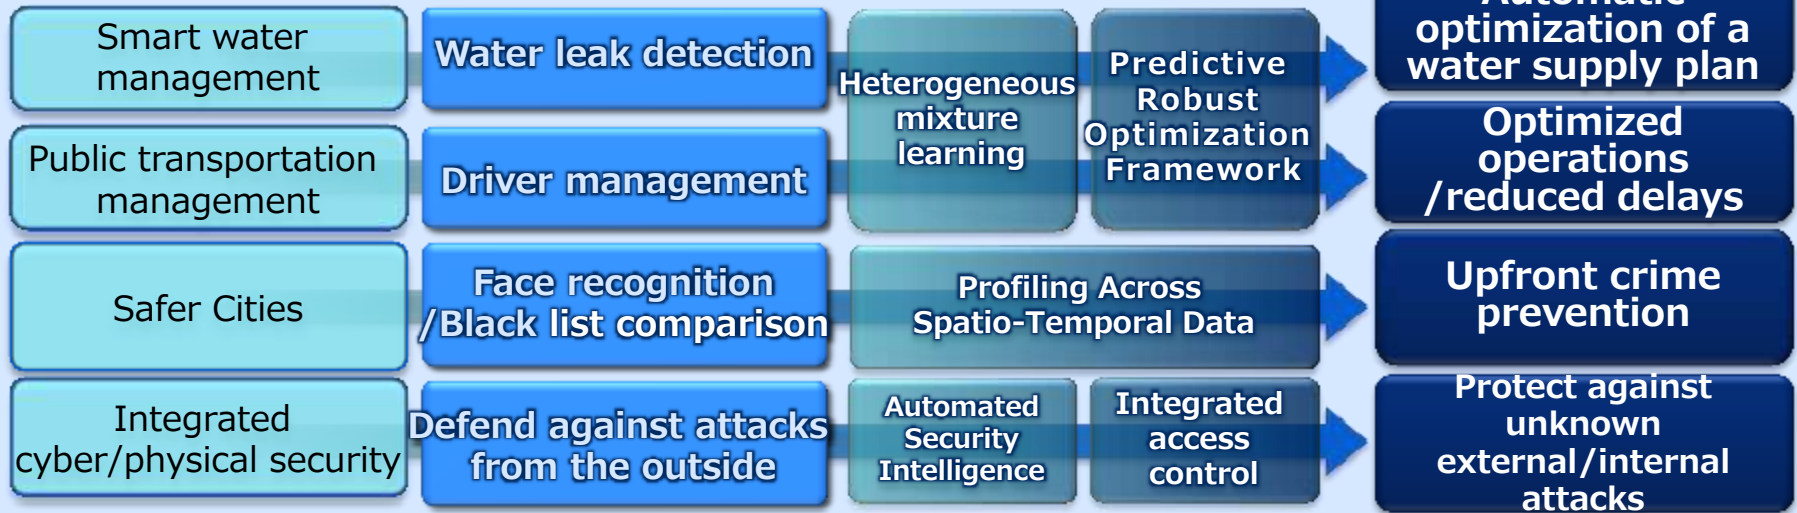 Smart water
management
Water leak detection
Heterogeneous
mixture
learning
Predictive
Robust
Optimization
Framework
Automatic
optimization of a
water supply plan
Public transportation
management
Driver management
Optimized
operations
/reduced delays
Safer Cities
Face recognition
/Black list comparison
Profiling Across
Spatio-Temporal Data
Upfront crime
prevention
Integrated
cyber/physical security
Defend against attacks
from the outside
Automated
Security
Intelligence
Integrated
access
control
Protect against
unknown
external/internal
attacks